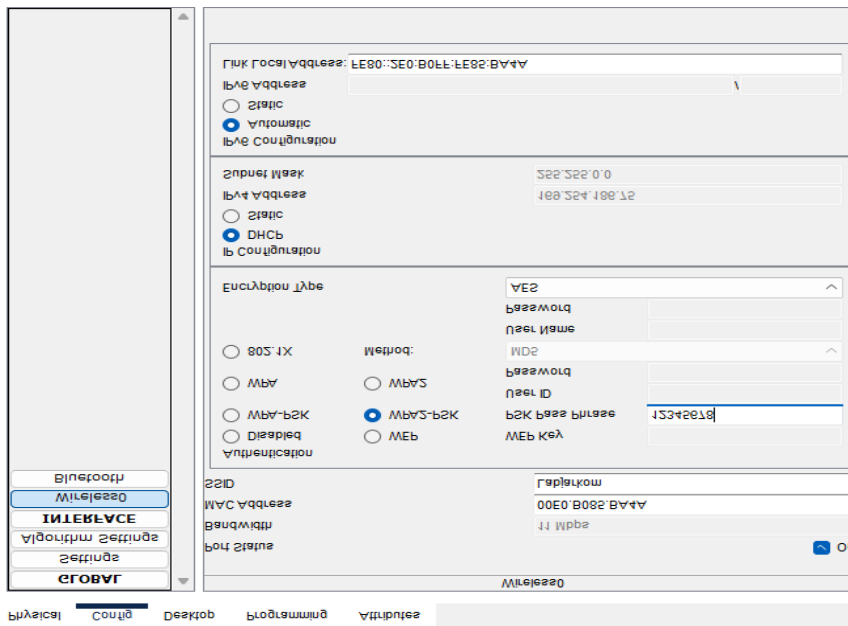 Physical Config Desktop Programming Attributes
GLOBAL
Settings
Algorithm Settings
INTERFACE
Wireless0
Bluetooth
Wireless0
Port Status
Bandwidth 11 Mbps
MAC Address 00E0.B085.BA4A
SSID Labjarkom
Authentication
Disabled WEP WEP Key
WPA-PSK WPA2-PSK PSK Pass Phrase 12345678
User ID
WPA WPA2 Password
802.1X Method: MD5
User Name
Password
Encryption Type AES
IP Configuration
DHCP
Static
IPv4 Address 169.254.186.75
Subnet Mask 255.255.0.0
IPv6 Configuration
Automatic
Static
IPv6 Address /
Link Local Address: FE80::2E0:B0FF:FE85:BA4A